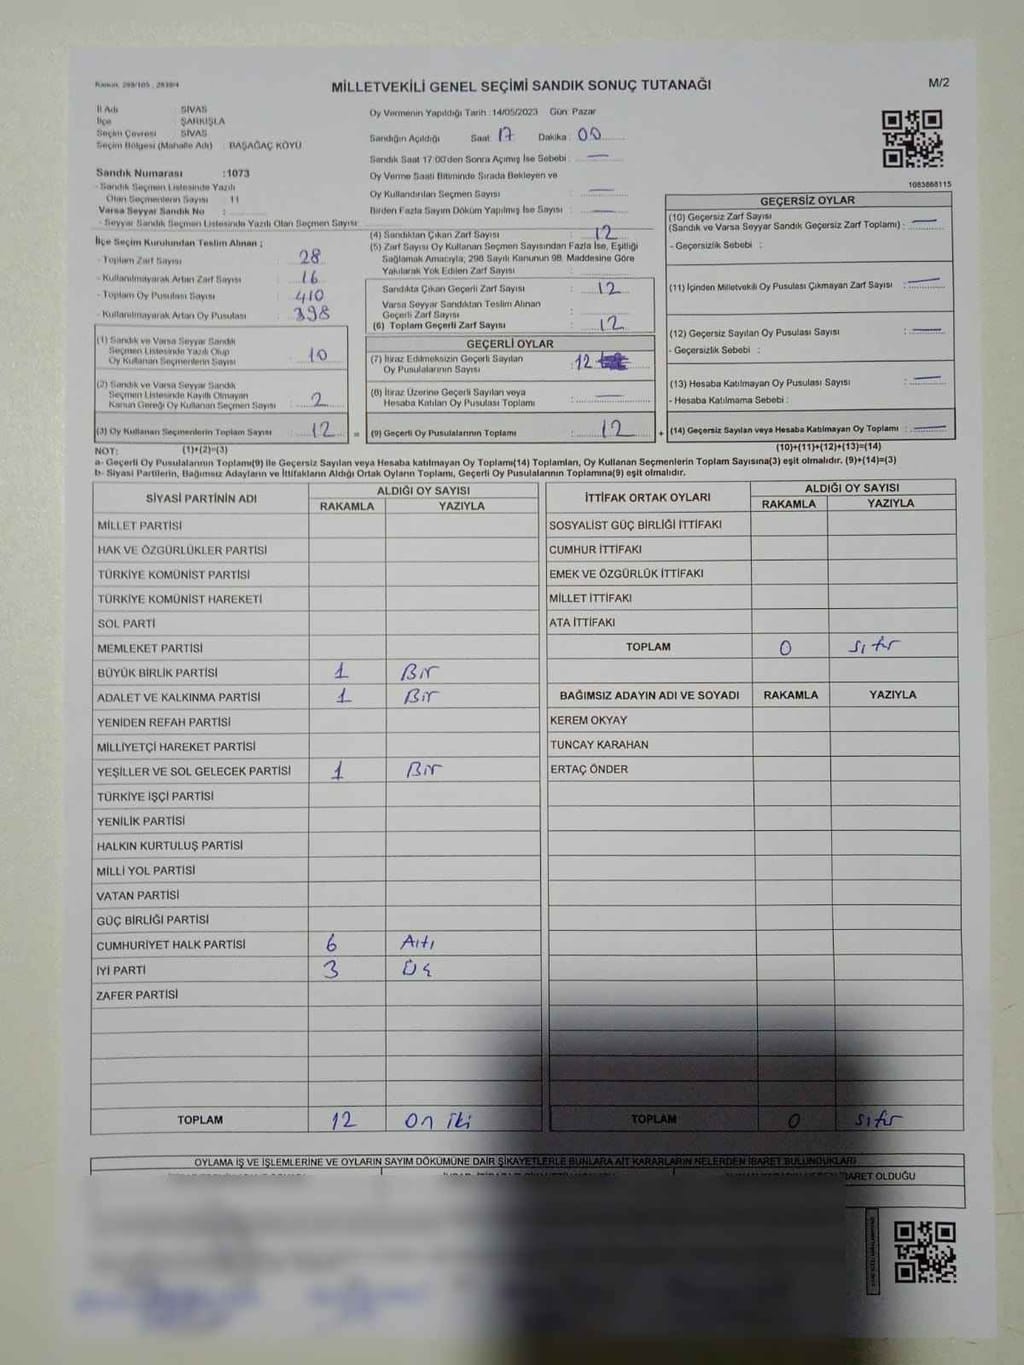 Kanun: 298/105 , 2839/4
MİLLETVEKİLİ GENEL SEÇİMİ SANDIK SONUÇ TUTANAĞI
M/2
İl Adı : SİVAS
İlçe : ŞARKIŞLA
Seçim Çevresi : SİVAS
Seçim Bölgesi (Mahalle Adı) : BAŞAĞAÇ KÖYÜ
Sandık Numarası :1073
- Sandık Seçmen Listesinde Yazılı
Olan Seçmenlerin Sayısı : 11
Varsa Seyyar Sandık No :
- Seyyar Sandık Seçmen Listesinde Yazılı Olan Seçmen Sayısı:
Oy Vermenin Yapıldığı Tarih : 14/05/2023 Gün: Pazar
Sandığın Açıldığı Saat: 17 Dakika : 00
Sandık Saat 17:00'den Sonra Açımış İse Sebebi : —
Oy Verme Saati Bitiminde Sırada Bekleyen ve
Oy Kullandırılan Seçmen Sayısı : —
Birden Fazla Sayım Döküm Yapılmış İse Sayısı : —
1083868115
İlçe Seçim Kurulundan Teslim Alınan ;
- Toplam Zarf Sayısı : 28
- Kullanılmayarak Artan Zarf Sayısı : 16
- Toplam Oy Pusulası Sayısı : 410
- Kullanılmayarak Artan Oy Pusulası : 398
(1) Sandık ve Varsa Seyyar Sandık
Seçmen Listesinde Yazılı Olup
Oy Kullanan Seçmenlerin Sayısı : 10
(2) Sandık ve Varsa Seyyar Sandık
Seçmen Listesinde Kayıtlı Olmayan
Kanun Gereği Oy Kullanan Seçmen Sayısı : 2
(3) Oy Kullanan Seçmenlerin Toplam Sayısı : 12
(4) Sandıktan Çıkan Zarf Sayısı : 12
(5) Zarf Sayısı Oy Kullanan Seçmen Sayısından Fazla İse, Eşitliği
Sağlamak Amacıyla; 298 Sayılı Kanunun 98. Maddesine Göre
Yakılarak Yok Edilen Zarf Sayısı :
Sandıkta Çıkan Geçerli Zarf Sayısı : 12
Varsa Seyyar Sandıktan Teslim Alınan
Geçerli Zarf Sayısı :
(6) Toplam Geçerli Zarf Sayısı : 12
GEÇERLİ OYLAR
(7) İtiraz Edilmeksizin Geçerli Sayılan
Oy Pusulalarının Sayısı : 12
(8) İtiraz Üzerine Geçerli Sayılan veya
Hesaba Katılan Oy Pusulası Toplamı : —
= (9) Geçerli Oy Pusulalarının Toplamı : 12
GEÇERSİZ OYLAR
(10) Geçersiz Zarf Sayısı
(Sandık ve Varsa Seyyar Sandık Geçersiz Zarf Toplamı) : —
- Geçersizlik Sebebi :
(11) İçinden Milletvekili Oy Pusulası Çıkmayan Zarf Sayısı : —
(12) Geçersiz Sayılan Oy Pusulası Sayısı : —
- Geçersizlik Sebebi :
(13) Hesaba Katılmayan Oy Pusulası Sayısı : —
- Hesaba Katılmama Sebebi :
+ (14) Geçersiz Sayılan veya Hesaba Katılmayan Oy Toplamı : —
NOT: (1)+(2)=(3)
(10)+(11)+(12)+(13)=(14)
a- Geçerli Oy Pusulalarının Toplamı(9) ile Geçersiz Sayılan veya Hesaba katılmayan Oy Toplamı(14) Toplamları, Oy Kullanan Seçmenlerin Toplam Sayısına(3) eşit olmalıdır. (9)+(14)=(3)
b- Siyasi Partilerin, Bağımsız Adayların ve İttifakların Aldığı Ortak Oyların Toplamı, Geçerli Oy Pusulalarının Toplamına(9) eşit olmalıdır.
SİYASİ PARTİNİN ADI
ALDIĞI OY SAYISI
RAKAMLA YAZIYLA
MİLLET PARTİSİ
HAK VE ÖZGÜRLÜKLER PARTİSİ
TÜRKİYE KOMÜNİST PARTİSİ
TÜRKİYE KOMÜNİST HAREKETİ
SOL PARTİ
MEMLEKET PARTİSİ
BÜYÜK BİRLİK PARTİSİ 1 Bir
ADALET VE KALKINMA PARTİSİ 1 Bir
YENİDEN REFAH PARTİSİ
MİLLİYETÇİ HAREKET PARTİSİ
YEŞİLLER VE SOL GELECEK PARTİSİ 1 Bir
TÜRKİYE İŞÇİ PARTİSİ
YENİLİK PARTİSİ
HALKIN KURTULUŞ PARTİSİ
MİLLİ YOL PARTİSİ
VATAN PARTİSİ
GÜÇ BİRLİĞİ PARTİSİ
CUMHURİYET HALK PARTİSİ 6 Altı
İYİ PARTİ 3 Üç
ZAFER PARTİSİ
TOPLAM 12 On iki
İTTİFAK ORTAK OYLARI
ALDIĞI OY SAYISI
RAKAMLA YAZIYLA
SOSYALİST GÜÇ BİRLİĞİ İTTİFAKI
CUMHUR İTTİFAKI
EMEK VE ÖZGÜRLÜK İTTİFAKI
MİLLET İTTİFAKI
ATA İTTİFAKI
TOPLAM 0 sıfır
BAĞIMSIZ ADAYIN ADI VE SOYADI RAKAMLA YAZIYLA
KEREM OKYAY
TUNCAY KARAHAN
ERTAÇ ÖNDER
TOPLAM 0 sıfır
OYLAMA İŞ VE İŞLEMLERİNE VE OYLARIN SAYIM DÖKÜMÜNE DAİR ŞİKAYETLERLE BUNLARA AİT KARARLARIN NELERDEN İBARET BULUNDUKLARI
İBARET OLDUĞU